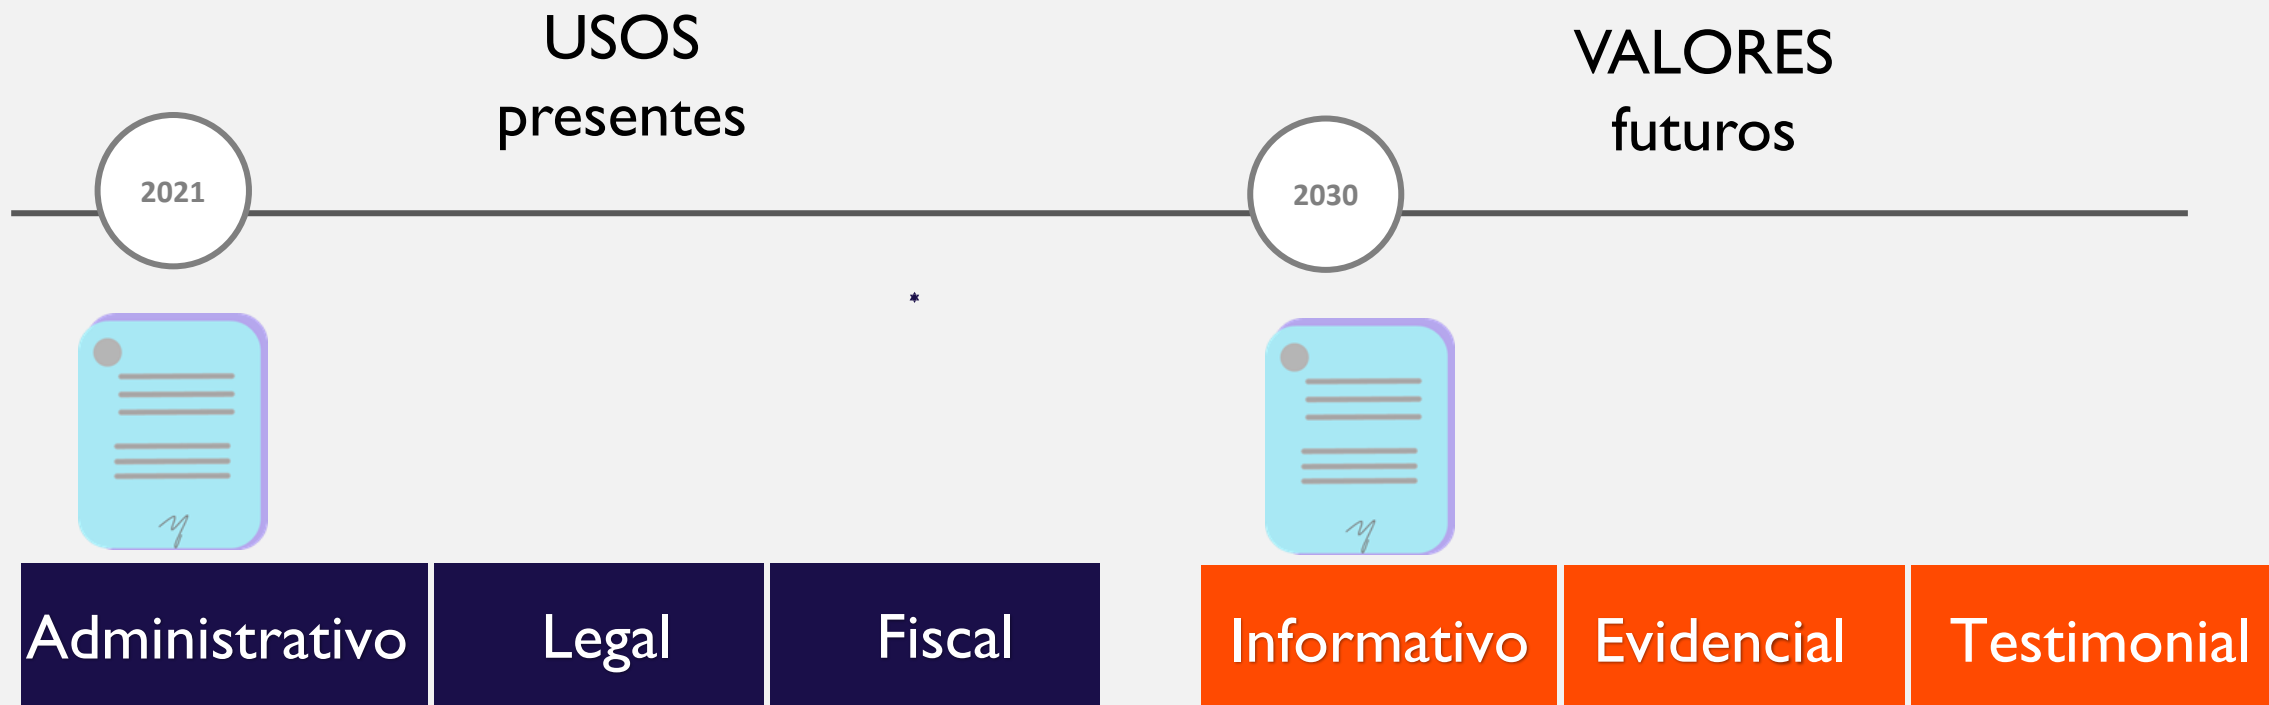 USOS
presentes
VALORES
futuros
2021
2030
*
Administrativo
Legal
Fiscal
Informativo
Evidencial
Testimonial